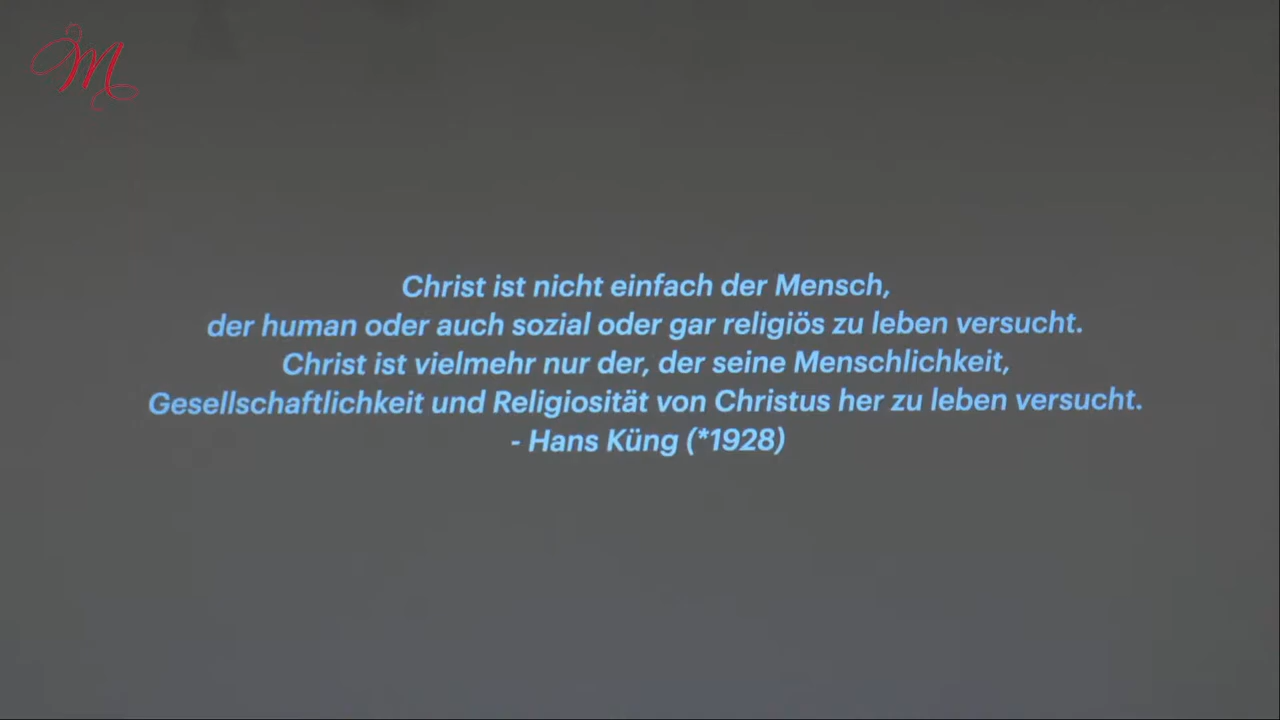 M
Christ ist nicht einfach der Mensch,
der human oder auch sozial oder gar religiös zu leben versucht.
Christ ist vielmehr nur der, der seine Menschlichkeit,
Gesellschaftlichkeit und Religiosität von Christus her zu leben versucht.
- Hans Küng (*1928)